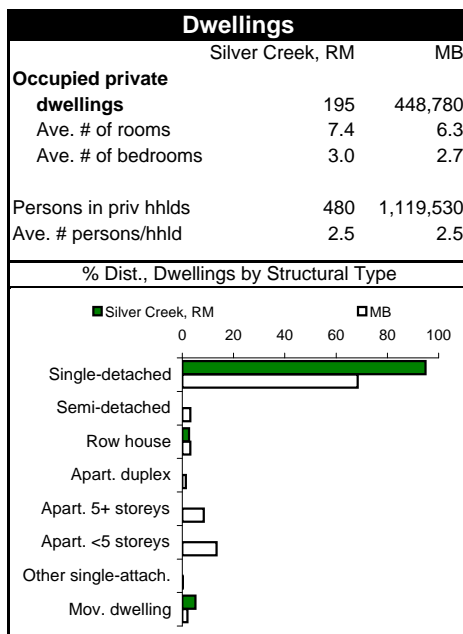 Dwellings
Silver Creek, RM MB
Occupied private
dwellings 195 448,780
Ave. # of rooms 7.4 6.3
Ave. # of bedrooms 3.0 2.7
Persons in priv hhlds 480 1,119,530
Ave. # persons/hhld 2.5 2.5
% Dist., Dwellings by Structural Type
Silver Creek, RM MB
0 20 40 60 80 100
Single-detached
Semi-detached
Row house
Apart. duplex
Apart. 5+ storeys
Apart. <5 storeys
Other single-attach.
Mov. dwelling